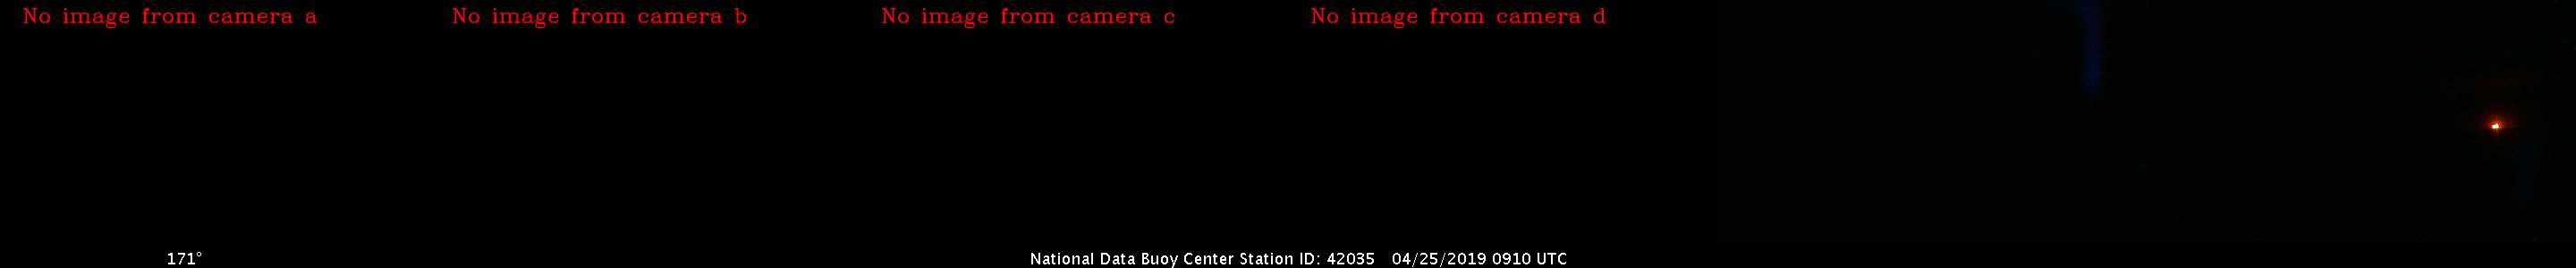 No image from camera a
No image from camera b
No image from camera c
No image from camera d
171°
National Data Buoy Center Station ID: 42035 04/25/2019 0910 UTC